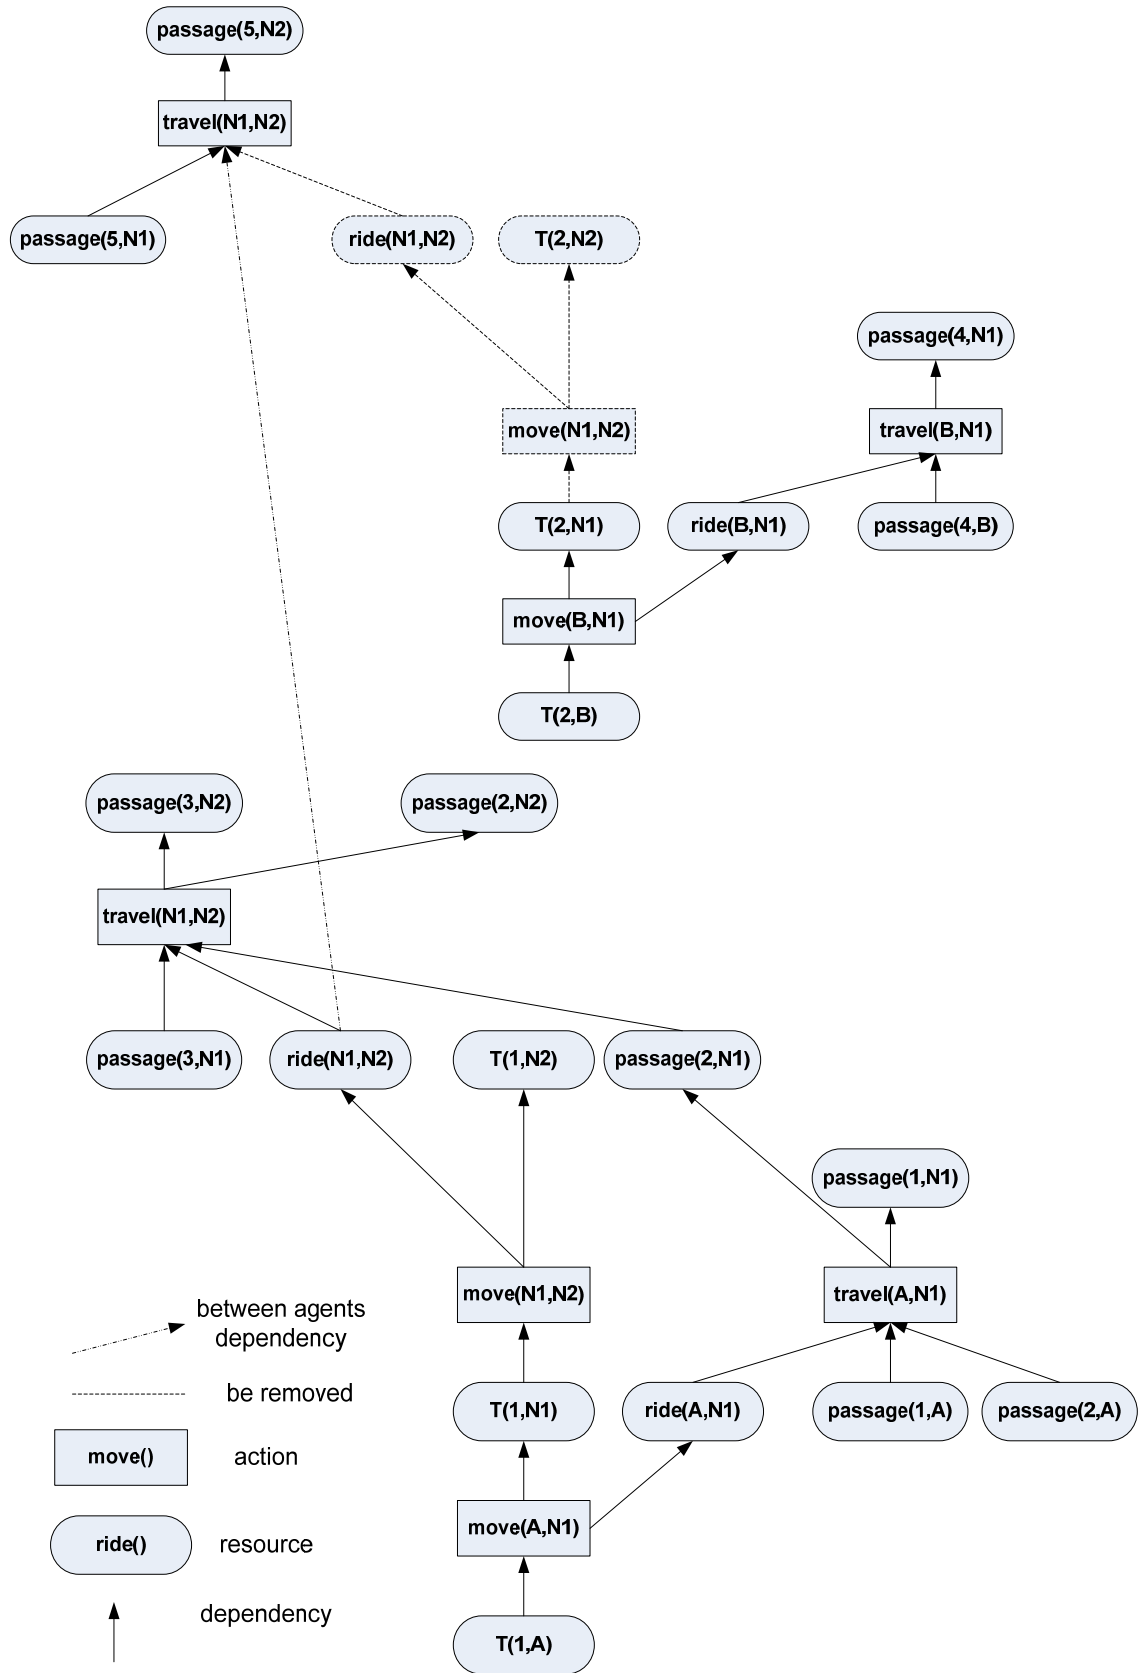 passage(5,N2)
travel(N1,N2)
passage(5,N1)
ride(N1,N2)
T(2,N2)
passage(4,N1)
move(N1,N2)
travel(B,N1)
T(2,N1)
ride(B,N1)
passage(4,B)
move(B,N1)
T(2,B)
passage(3,N2)
passage(2,N2)
travel(N1,N2)
passage(3,N1)
ride(N1,N2)
T(1,N2)
passage(2,N1)
passage(1,N1)
move(N1,N2)
travel(A,N1)
T(1,N1)
ride(A,N1)
passage(1,A)
passage(2,A)
move(A,N1)
T(1,A)
between agents
dependency
be removed
move()
action
ride()
resource
dependency